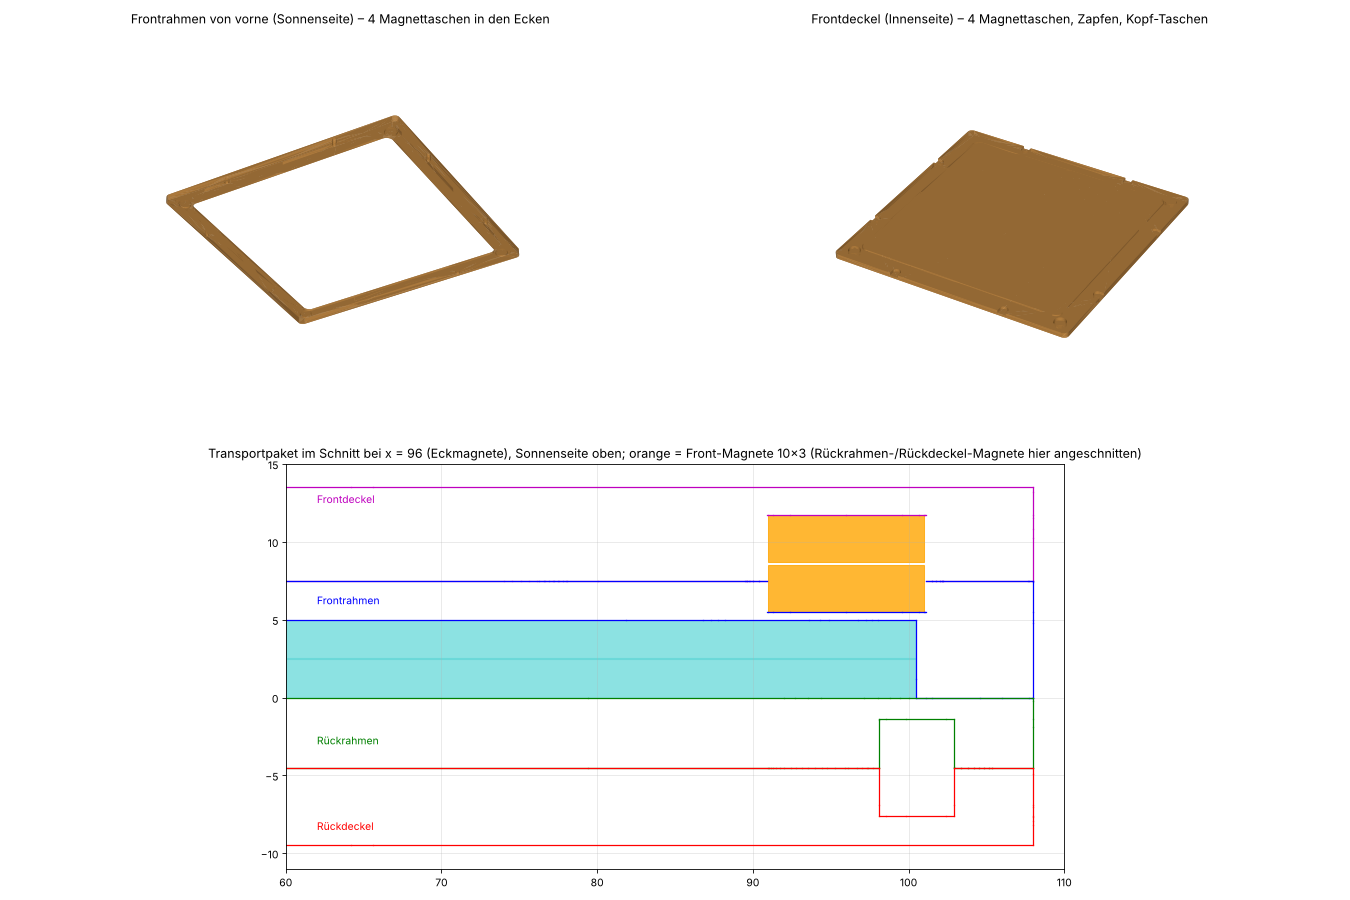 Frontrahmen von vorne (Sonnenseite) – 4 Magnettaschen in den Ecken
Frontdeckel (Innenseite) – 4 Magnettaschen, Zapfen, Kopf-Taschen
Transportpaket im Schnitt bei x = 96 (Eckmagnete), Sonnenseite oben; orange = Front-Magnete 10×3 (Rückrahmen-/Rückdeckel-Magnete hier angeschnitten)
15
Frontdeckel
10
Frontrahmen
5
0
Rückrahmen
−5
Rückdeckel
−10
60 70 80 90 100 110